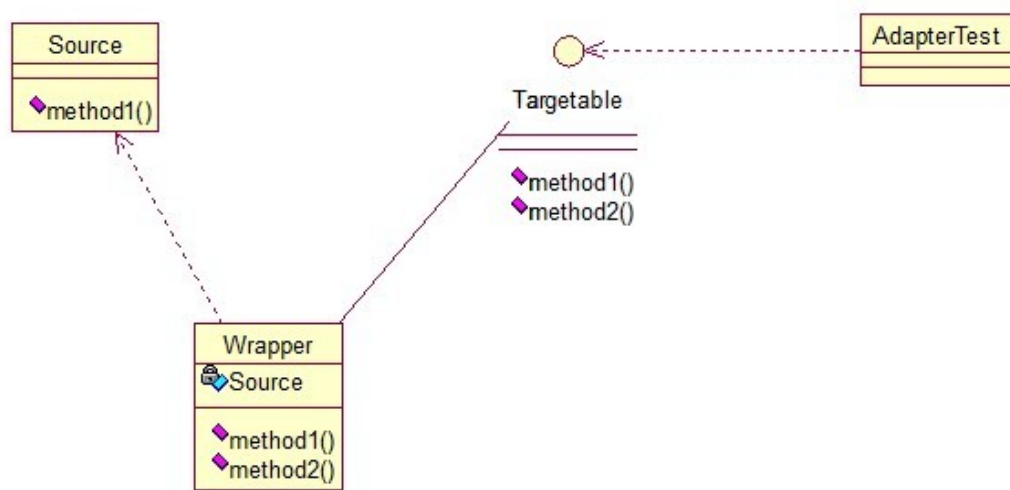 Source
method1()
AdapterTest
Targetable
method1()
method2()
Wrapper
Source
method1()
method2()